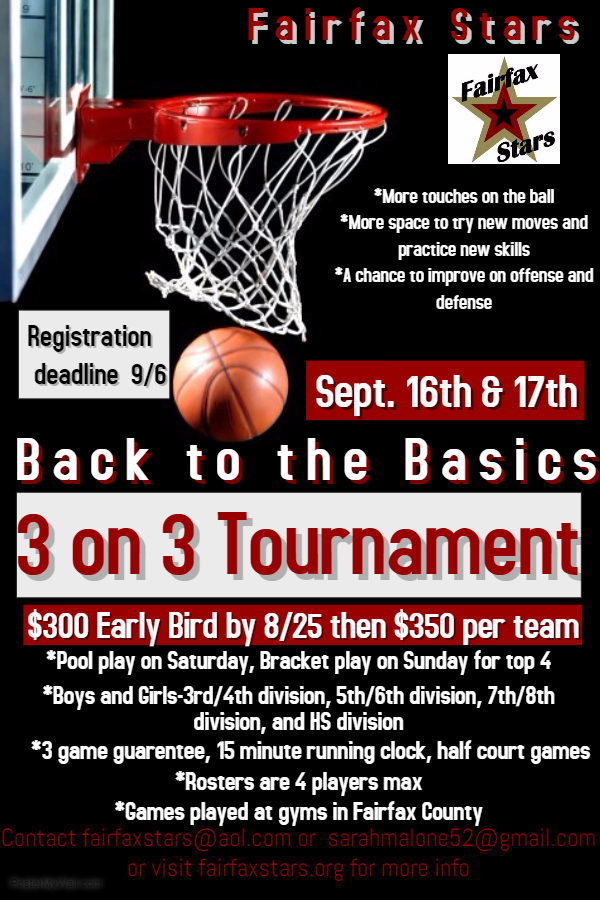 Fairfax Stars
Fairfax
Stars
*More touches on the ball
*More space to try new moves and
practice new skills
*A chance to improve on offense and
defense
Registration
deadline 9/6
Sept. 16th & 17th
Back to the Basics
3 on 3 Tournament
$300 Early Bird by 8/25 then $350 per team
*Pool play on Saturday, Bracket play on Sunday for top 4
*Boys and Girls-3rd/4th division, 5th/6th division, 7th/8th
division, and HS division
*3 game guarentee, 15 minute running clock, half court games
*Rosters are 4 players max
*Games played at gyms in Fairfax County
Contact fairfaxstars@aol.com or sarahmalone52@gmail.com
or visit fairfaxstars.org for more info
PosterMyWall.com